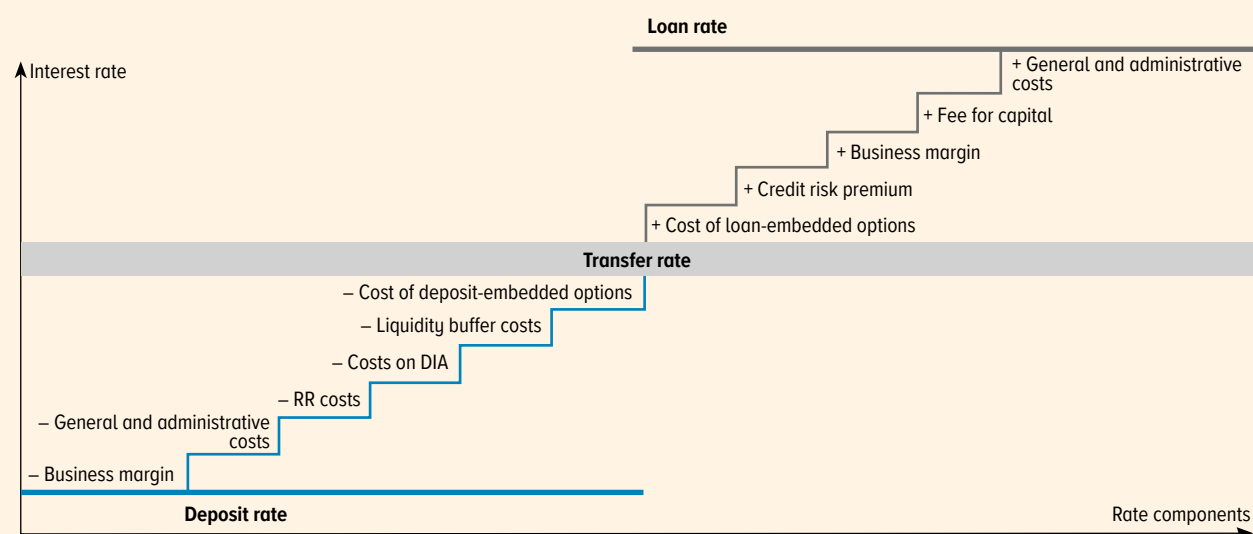 Loan rate
Interest rate
+ General and administrative
costs
+ Fee for capital
+ Business margin
+ Credit risk premium
+ Cost of loan-embedded options
Transfer rate
– Cost of deposit-embedded options
– Liquidity buffer costs
– Costs on DIA
– RR costs
– General and administrative
costs
– Business margin
Deposit rate
Rate components